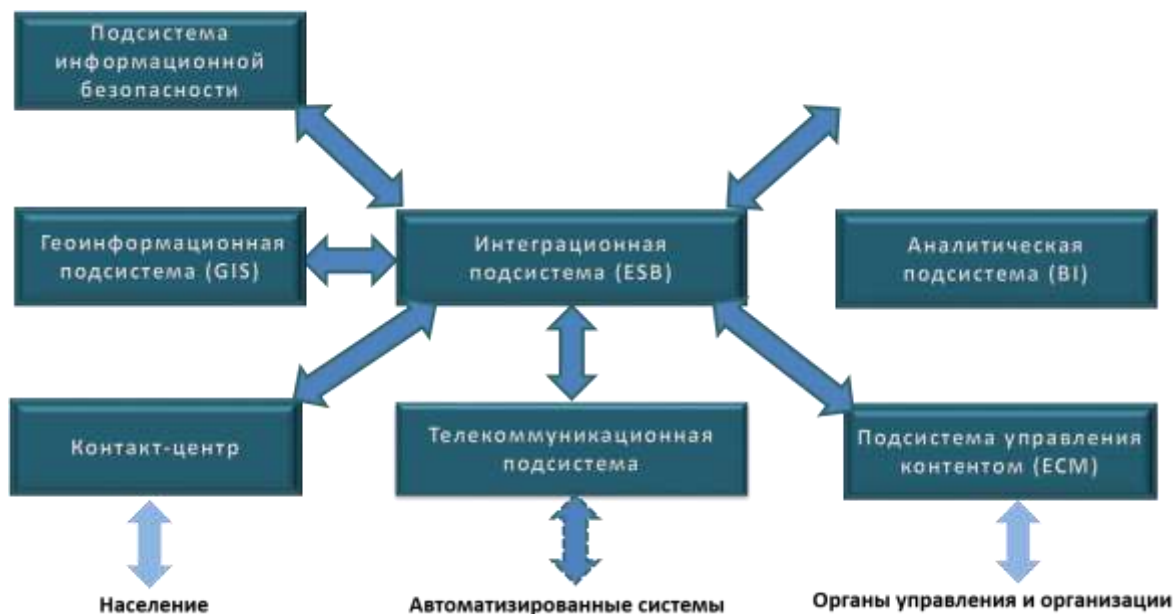 Подсистема
информационной
безопасности
Геоинформационная
подсистема (GIS)
Интеграционная
подсистема (ESB)
Аналитическая
подсистема (BI)
Контакт-центр
Телекоммуникационная
подсистема
Подсистема управления
контентом (ECM)
Население
Автоматизированные системы
Органы управления и организации